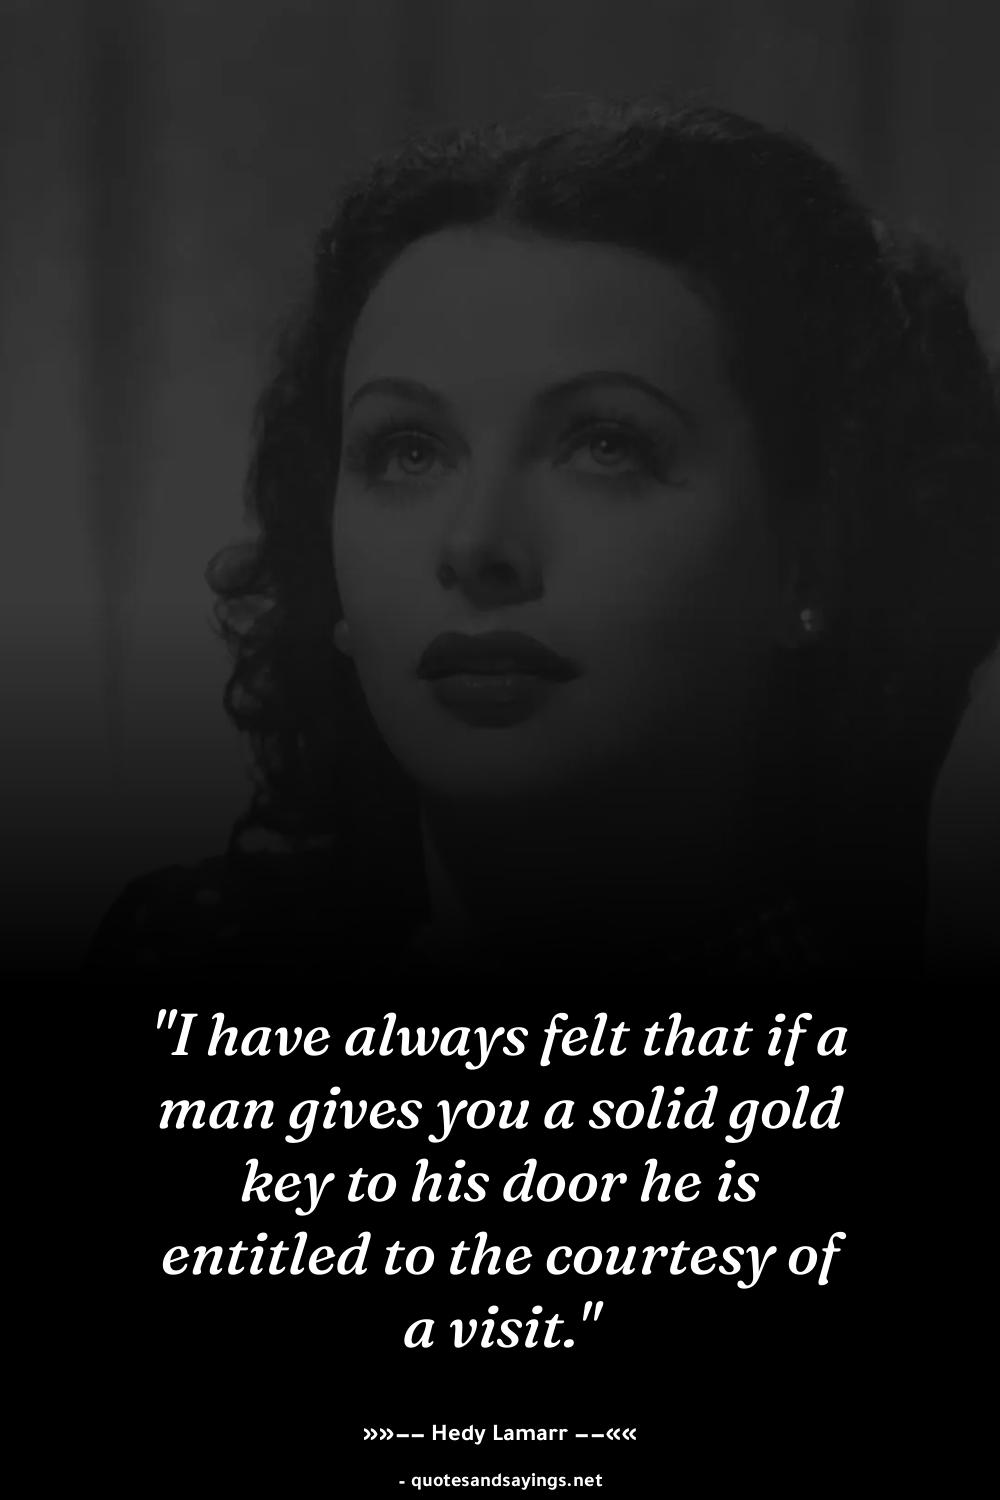 "I have always felt that if a
man gives you a solid gold
key to his door he is
entitled to the courtesy of
a visit."
»»–– Hedy Lamarr ––««
- quotesandsayings.net